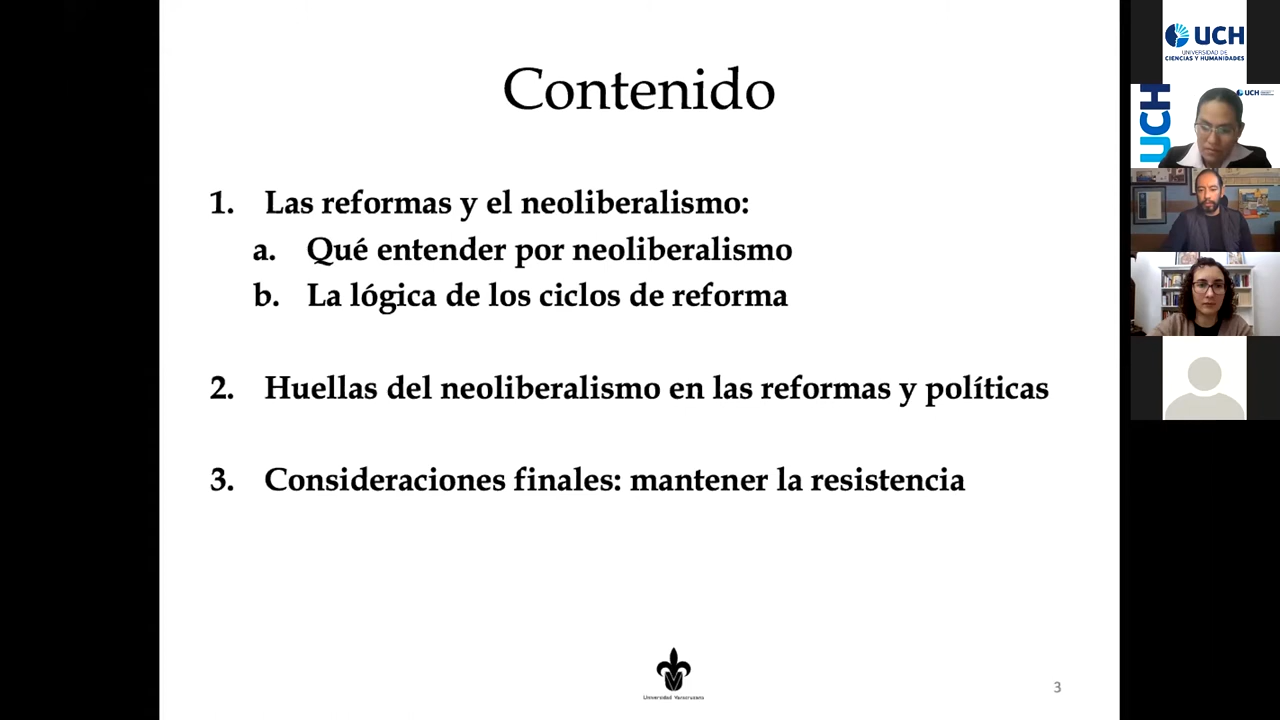 Contenido
1. Las reformas y el neoliberalismo:
a. Qué entender por neoliberalismo
b. La lógica de los ciclos de reforma
2. Huellas del neoliberalismo en las reformas y políticas
3. Consideraciones finales: mantener la resistencia
Universidad Veracruzana
3
UCH
UNIVERSIDAD DE
CIENCIAS Y HUMANIDADES
UCH
UCH